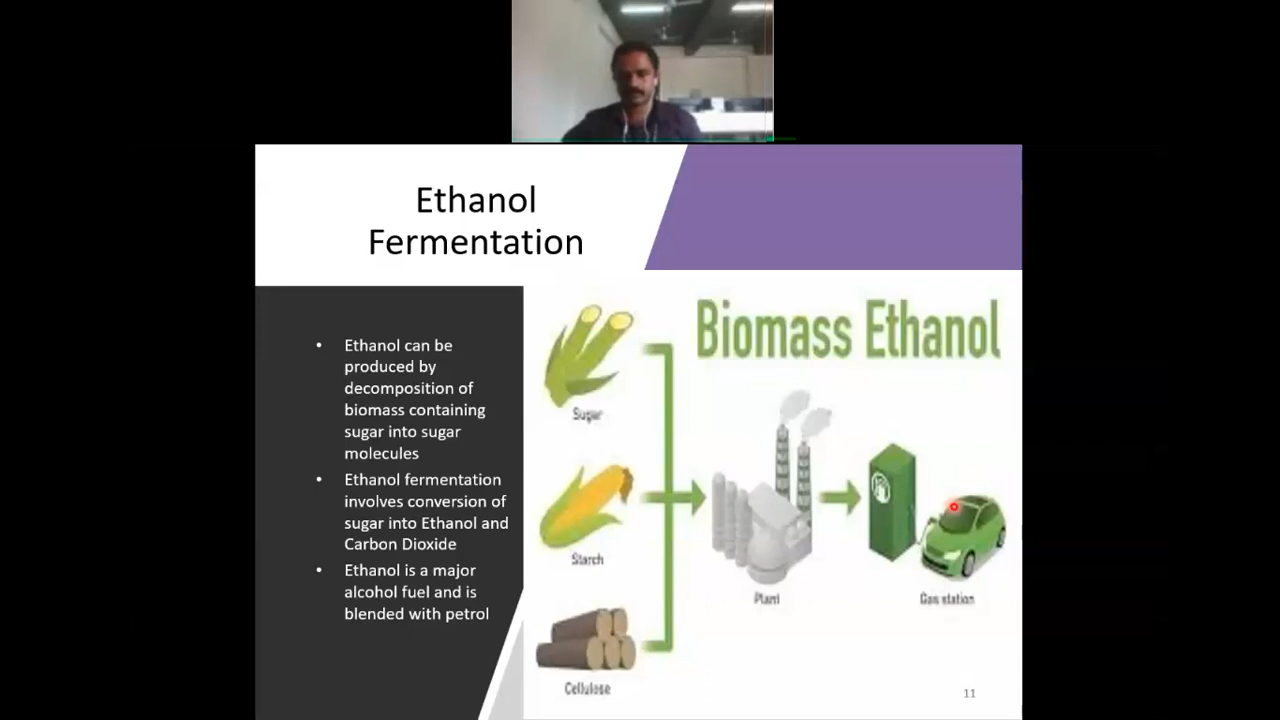 Ethanol
Fermentation
• Ethanol can be
produced by
decomposition of
biomass containing
sugar into sugar
molecules
• Ethanol fermentation
involves conversion of
sugar into Ethanol and
Carbon Dioxide
• Ethanol is a major
alcohol fuel and is
blended with petrol
Biomass Ethanol
Sugar
Starch
Cellulose
Plant
Gas station
11